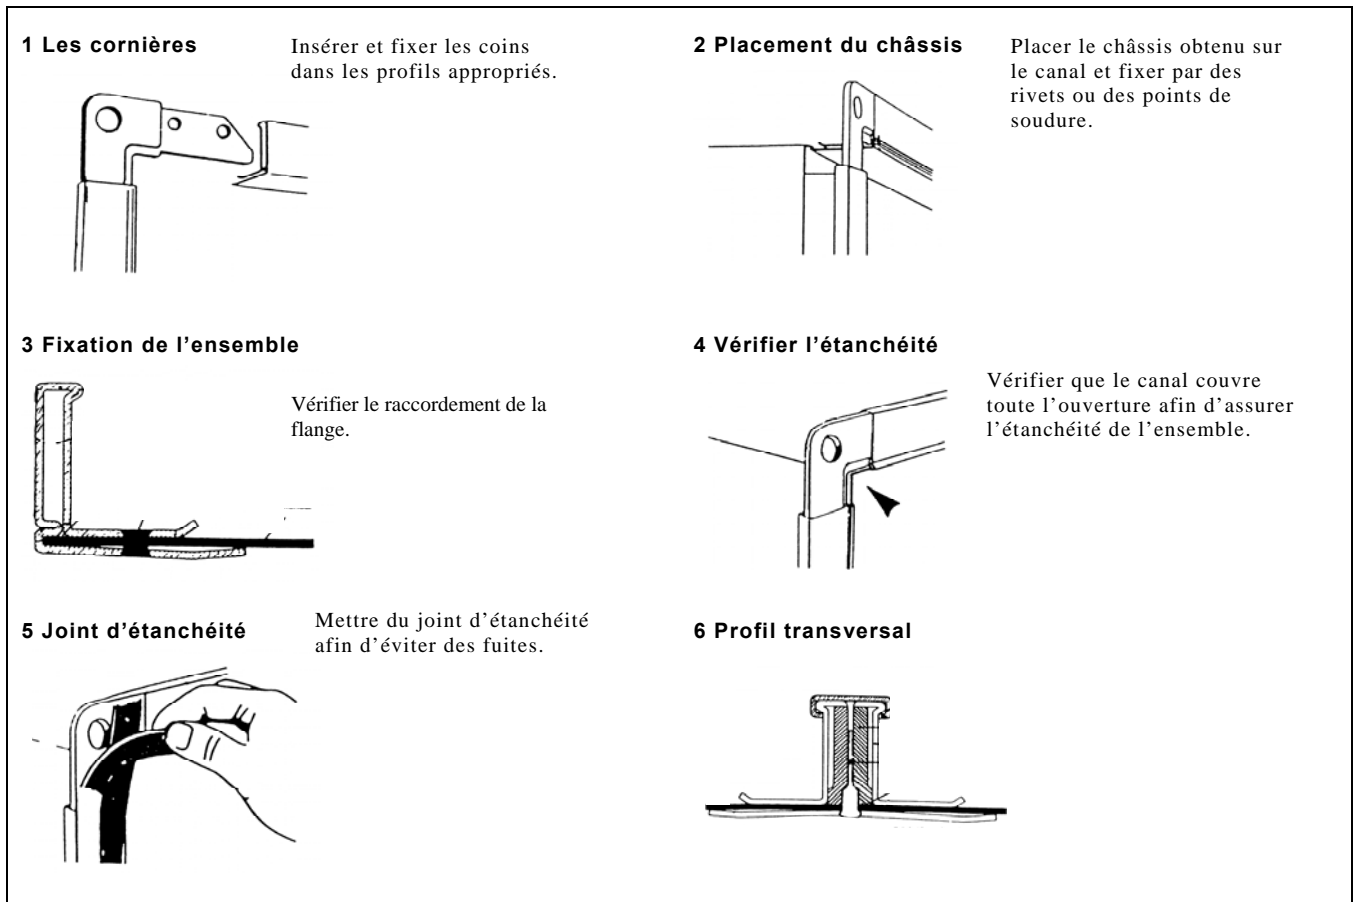 1 Les cornières
Insérer et fixer les coins
dans les profils appropriés.
2 Placement du châssis
Placer le châssis obtenu sur
le canal et fixer par des
rivets ou des points de
soudure.
3 Fixation de l’ensemble
Vérifier le raccordement de la
flange.
4 Vérifier l’étanchéité
Vérifier que le canal couvre
toute l’ouverture afin d’assurer
l’étanchéité de l’ensemble.
5 Joint d’étanchéité
Mettre du joint d’étanchéité
afin d’éviter des fuites.
6 Profil transversal